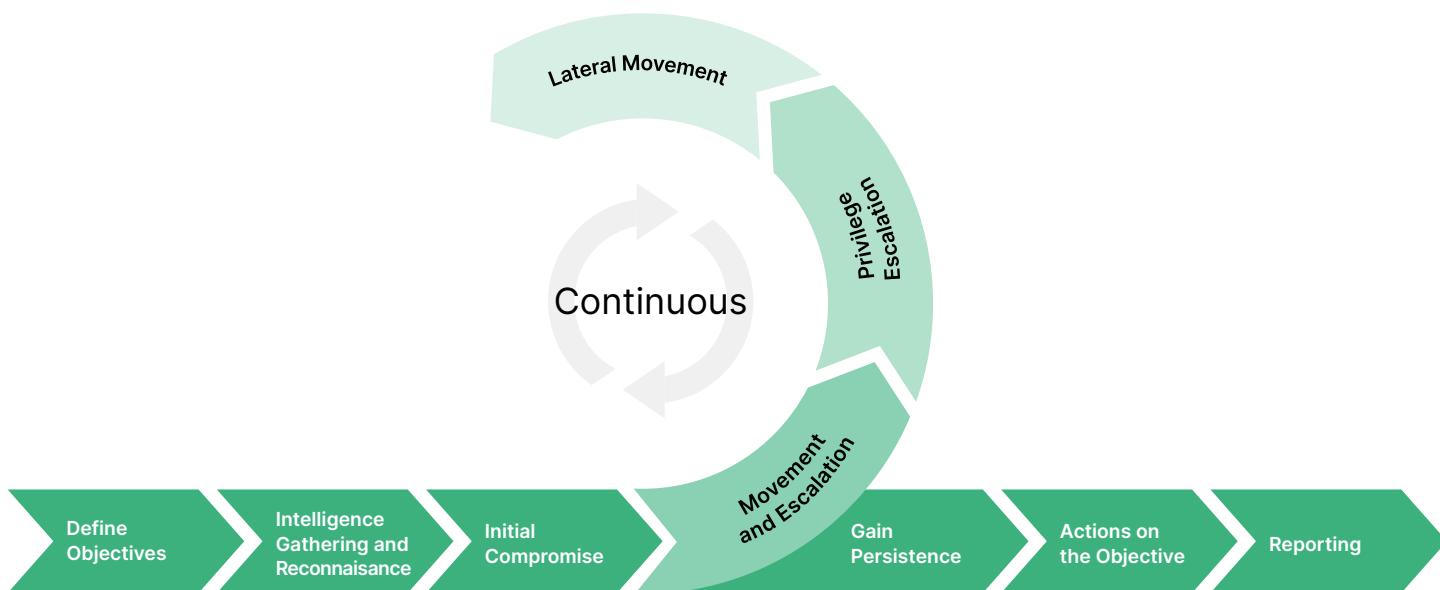 Lateral Movement
Privilege
Escalation
Continuous
Movement
and Escalation
Define
Objectives
Intelligence
Gathering and
Reconnaisance
Initial
Compromise
Gain
Persistence
Actions on
the Objective
Reporting